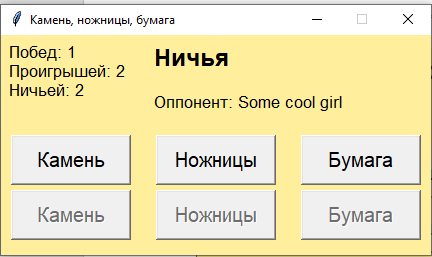 Камень, ножницы, бумага
Побед: 1
Проигрышей: 2
Ничьей: 2
Ничья
Оппонент: Some cool girl
Камень Ножницы Бумага
Камень Ножницы Бумага